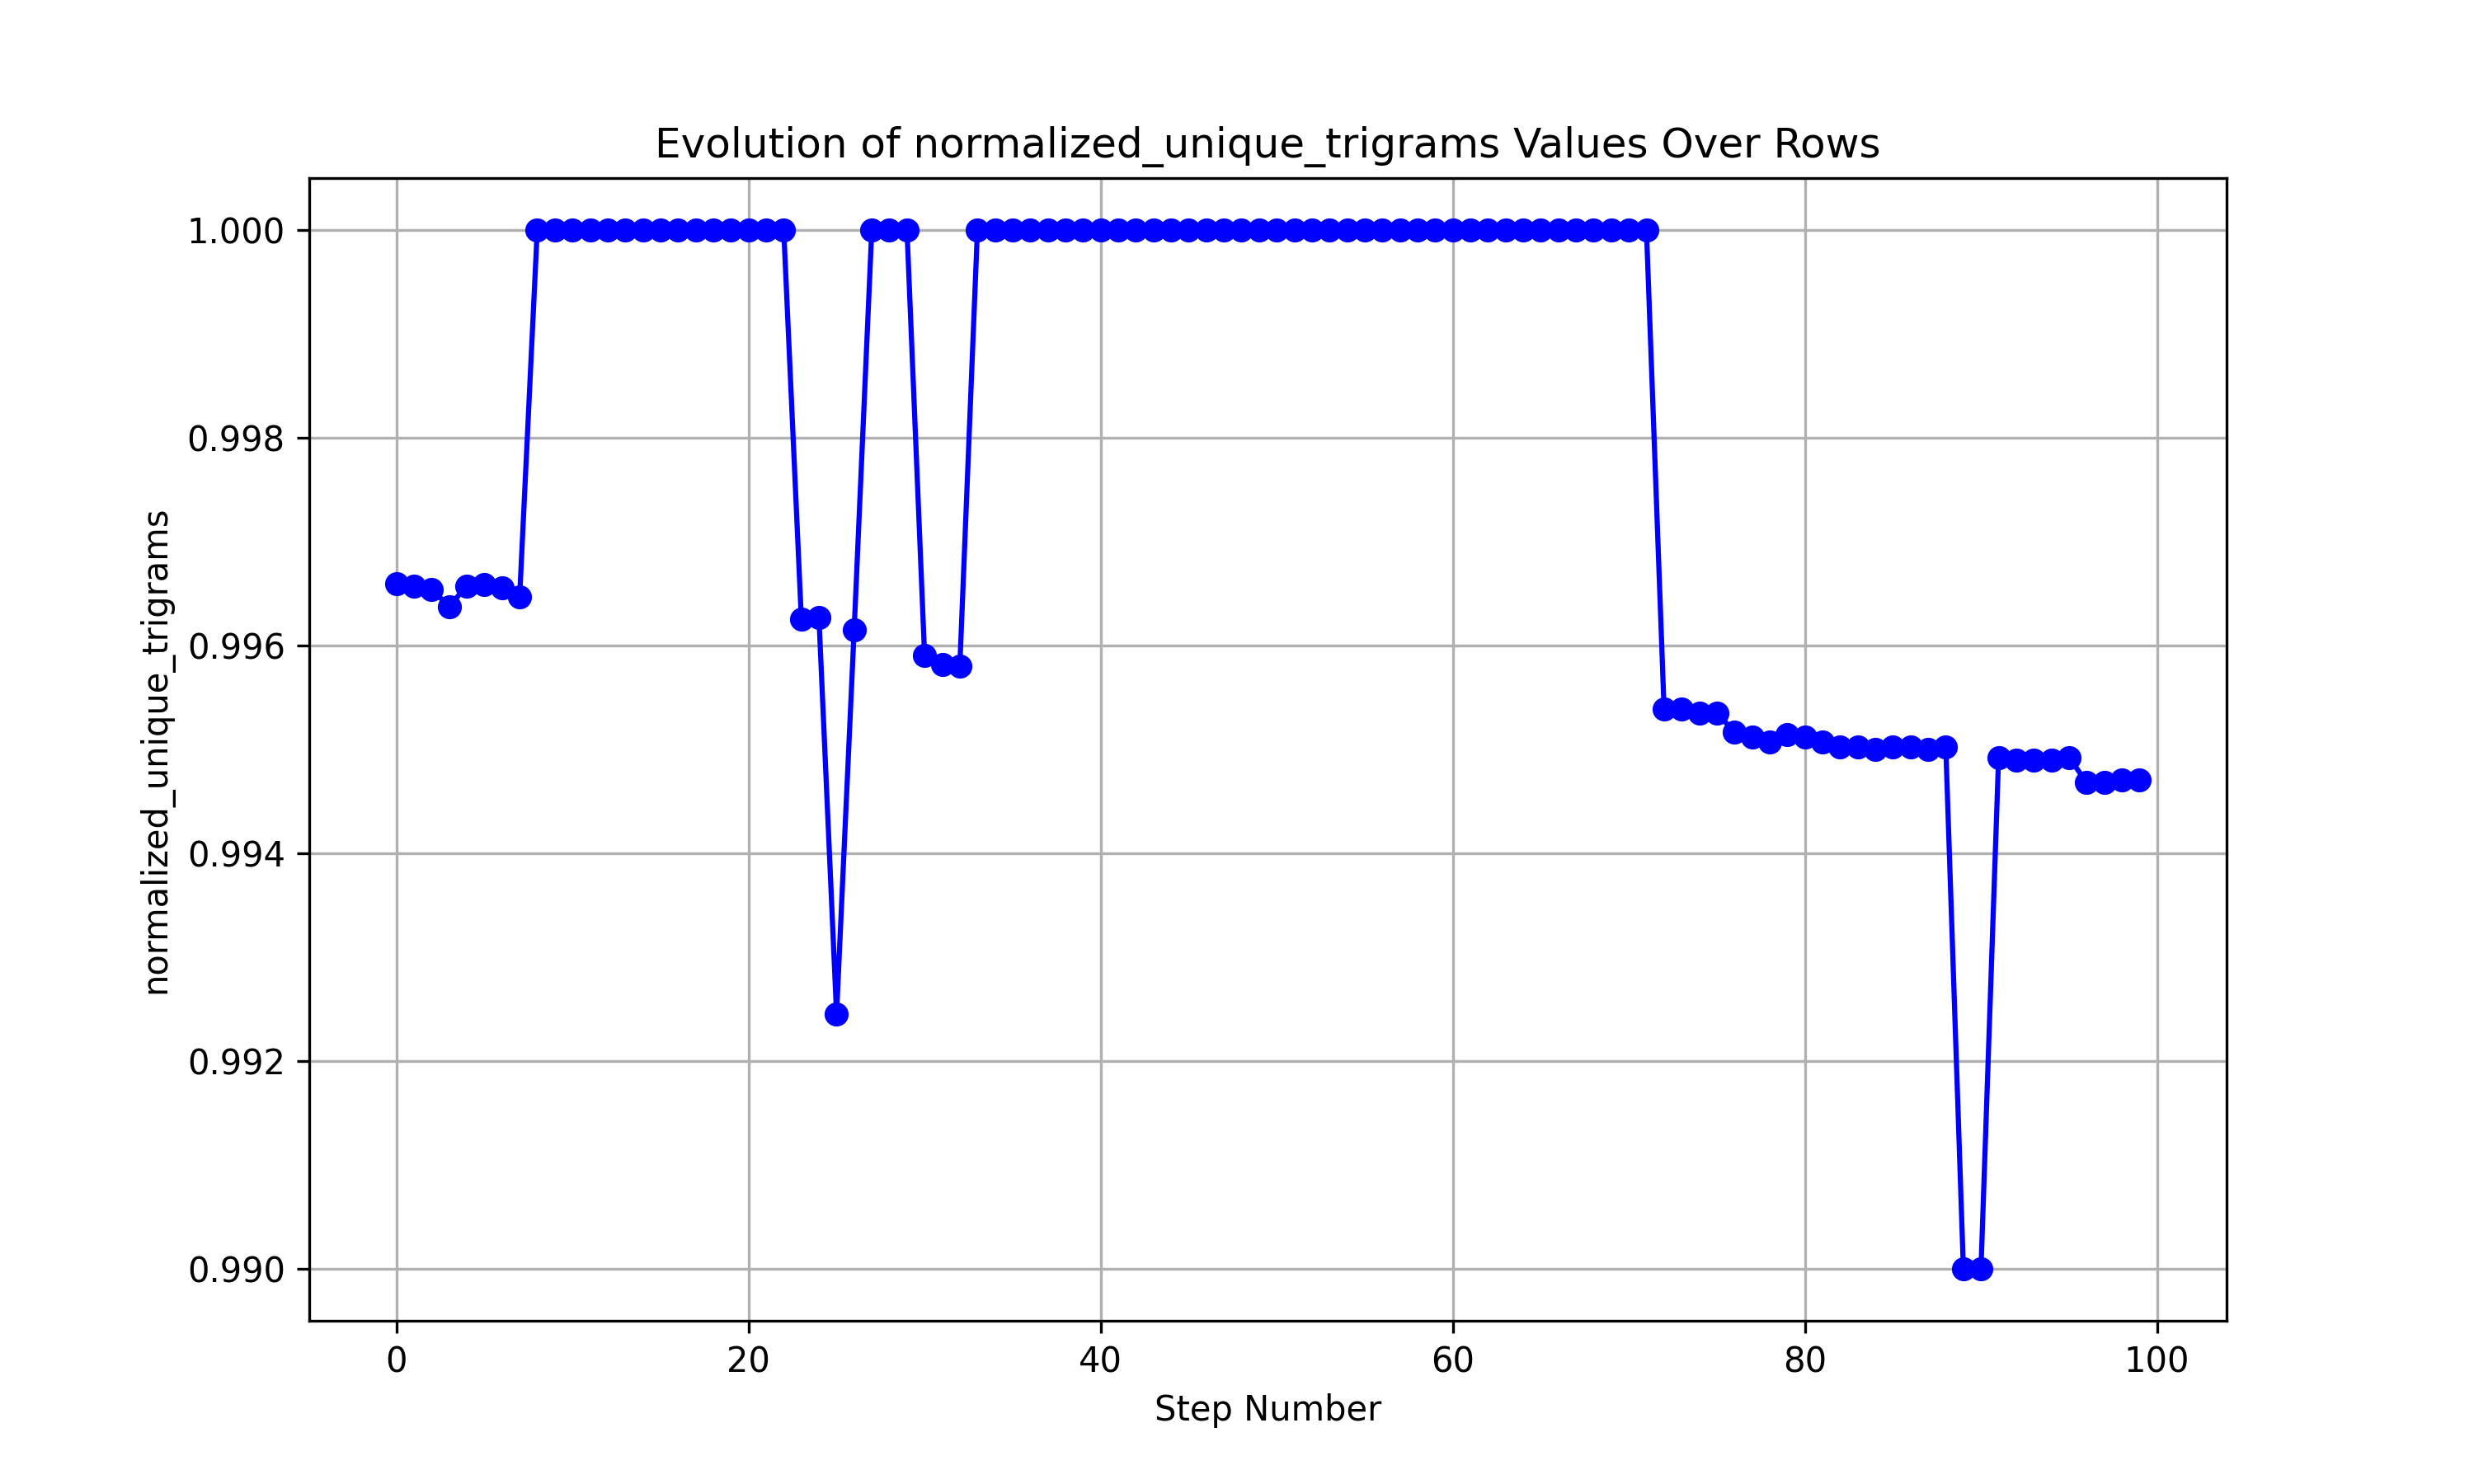 Evolution of normalized_unique_trigrams Values Over Rows
normalized_unique_trigrams
1.000
0.998
0.996
0.994
0.992
0.990
0 20 40 60 80 100
Step Number